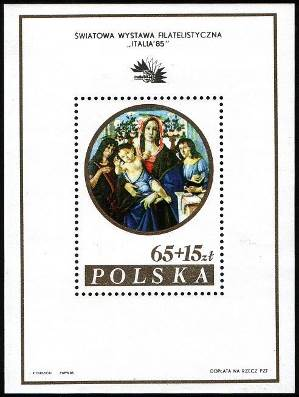 ŚWIATOWA WYSTAWA FILATELISTYCZNA
„ITALIA'85"
65+15zł
POLSKA
DOPŁATA NA RZECZ PZF